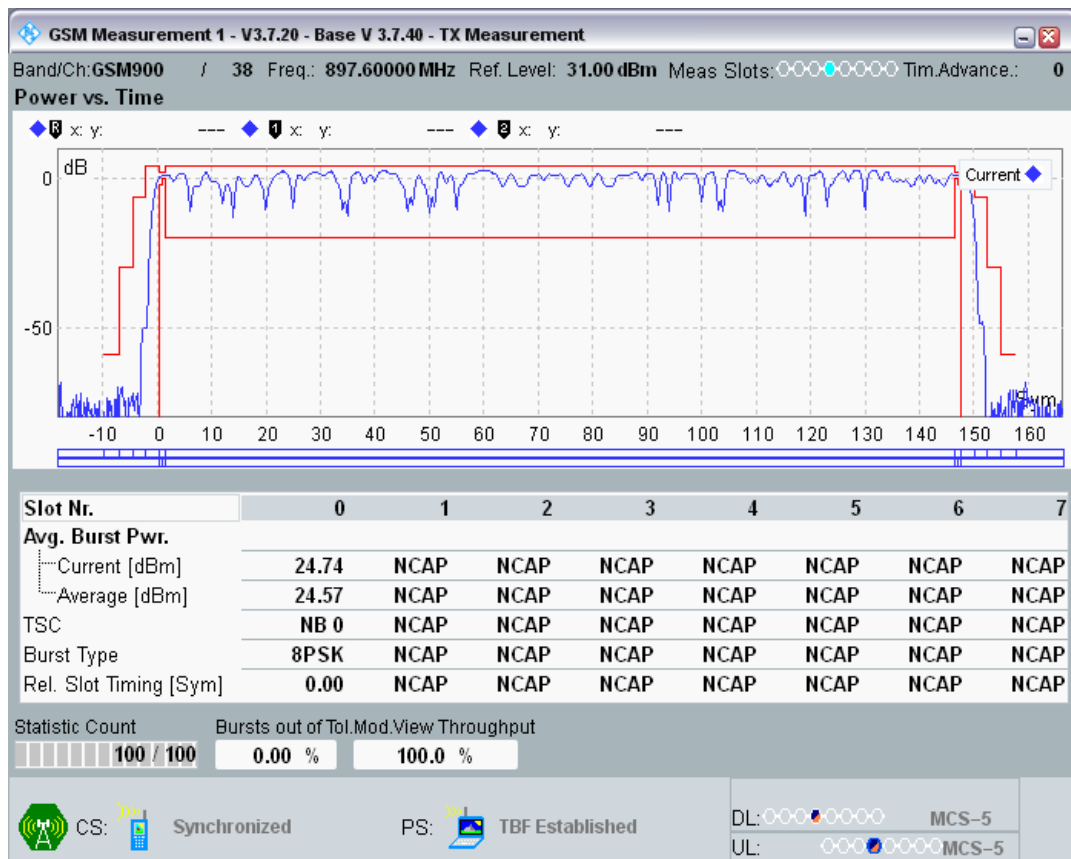 GSM Measurement 1 - V3.7.20 - Base V 3.7.40 - TX Measurement
Band/Ch:GSM900 / 38 Freq.: 897.60000 MHz Ref. Level: 31.00 dBm Meas Slots: Tim.Advance.: 0
Power vs. Time
R x: y: --- 1 x: y: --- 2 x: y: ---
dB
Current
0
-50
Sym
-10 0 10 20 30 40 50 60 70 80 90 100 110 120 130 140 150 160
Slot Nr. 0 1 2 3 4 5 6 7
Avg. Burst Pwr.
Current [dBm] 24.74 NCAP NCAP NCAP NCAP NCAP NCAP NCAP
Average [dBm] 24.57 NCAP NCAP NCAP NCAP NCAP NCAP NCAP
TSC NB 0 NCAP NCAP NCAP NCAP NCAP NCAP NCAP
Burst Type 8PSK NCAP NCAP NCAP NCAP NCAP NCAP NCAP
Rel. Slot Timing [Sym] 0.00 NCAP NCAP NCAP NCAP NCAP NCAP NCAP
Statistic Count Bursts out of Tol.Mod.View Throughput
100 / 100 0.00 % 100.0 %
CS: Synchronized PS: TBF Established DL: MCS-5
UL: MCS-5